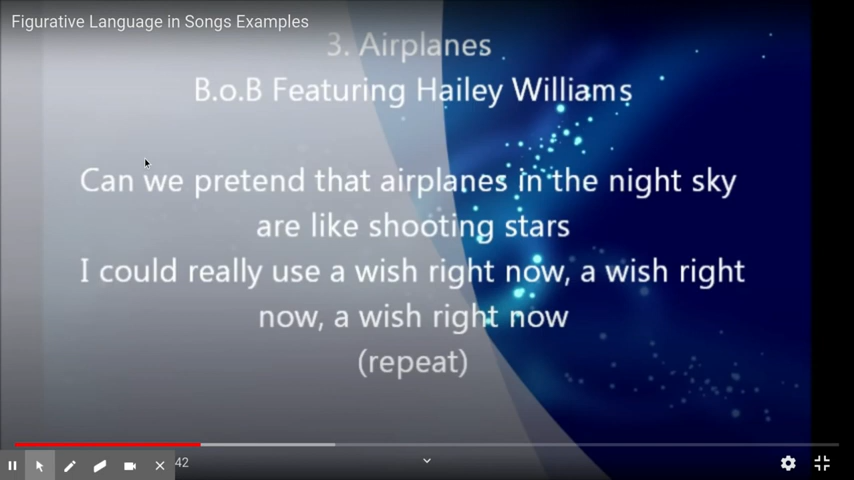 Figurative Language in Songs Examples
3. Airplanes
B.o.B Featuring Hailey Williams
Can we pretend that airplanes in the night sky
are like shooting stars
I could really use a wish right now, a wish right
now, a wish right now
(repeat)
42